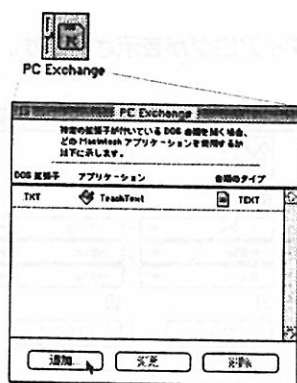 PC Exchange
PC Exchange
特定の拡張子が付いている DOS 書類を開く場合、
どの Macintosh アプリケーションを使用するか
以下に示します。
DOS 拡張子 アプリケーション 書類のタイプ
TXT TeachText TEXT
追加... 変更 削除